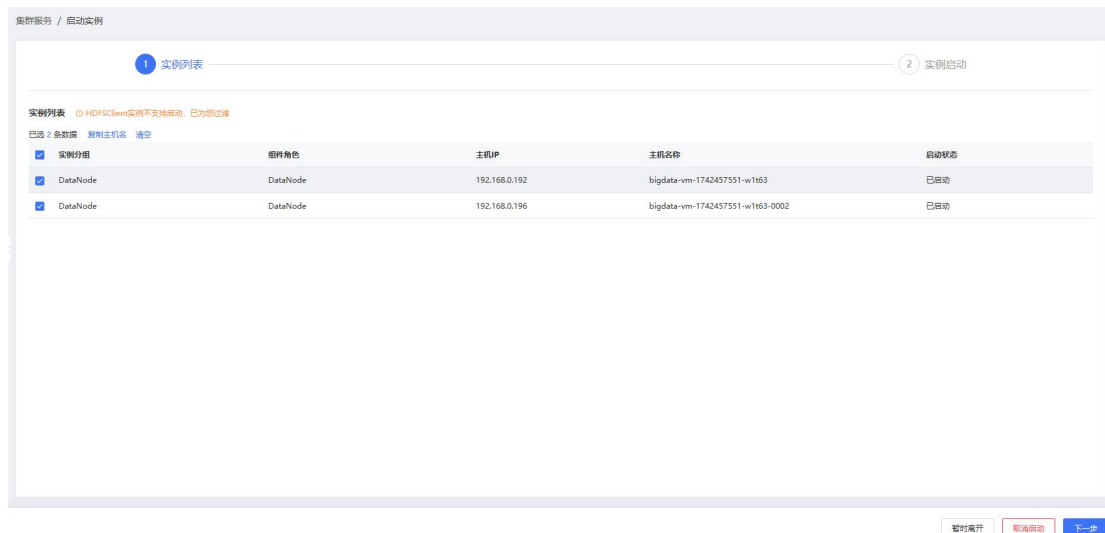 集群服务 / 启动实例
1 实例列表 2 实例启动
实例列表 HDFSClient实例不支持启动，已为您过滤
已选 2 条数据 复制主机名 清空
实例分组 组件角色 主机IP 主机名称 启动状态
DataNode DataNode 192.168.0.192 bigdata-vm-1742457551-w1t63 已启动
DataNode DataNode 192.168.0.196 bigdata-vm-1742457551-w1t63-0002 已启动
暂时离开 取消启动 下一步